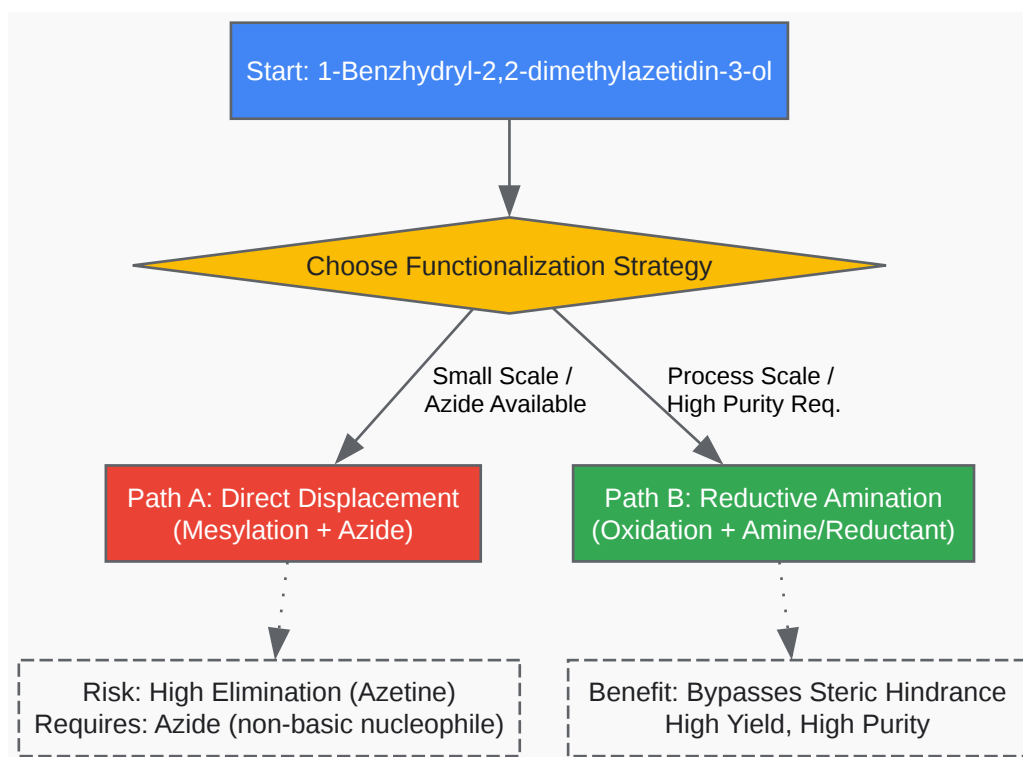 Start: 1-Benzhydryl-2,2-dimethylazetidin-3-ol
Choose Functionalization Strategy
Small Scale /
Azide Available
Process Scale /
High Purity Req.
Path A: Direct Displacement
(Mesylation + Azide)
Path B: Reductive Amination
(Oxidation + Amine/Reductant)
Risk: High Elimination (Azetine)
Requires: Azide (non-basic nucleophile)
Benefit: Bypasses Steric Hindrance
High Yield, High Purity